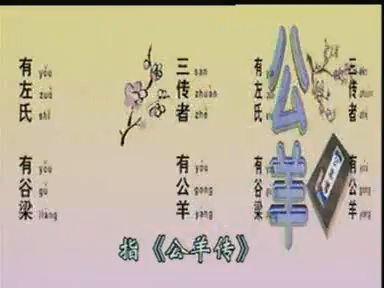 三传者
sān zhuàn zhě
有左氏
yǒu zuǒ shì
有公羊
yǒu gōng yáng
有谷梁
yǒu gǔ liáng
三传者
有左氏
有公羊
有谷梁
公羊
指《公羊传》